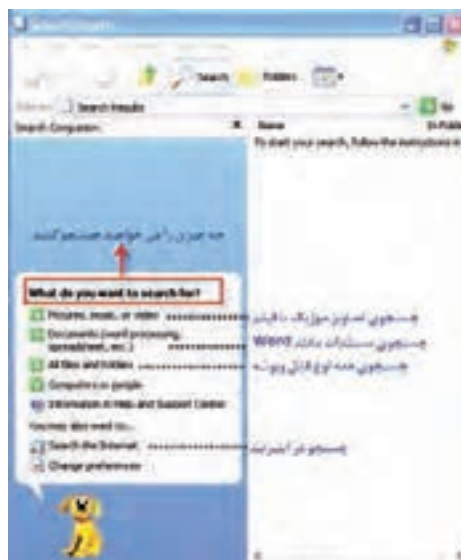 Search Results
Search
Folders
Search Results
Go
Search Companion
Name
In Folder
To start your search, follow the instructions in
چه چیزی را می خواهید جستجو کنید
What do you want to search for?
Pictures, music, or video
جستجوی تصاویر، موزیک یا فیلم
Documents (word processing, spreadsheet, etc.)
جستجوی مستندات مانند Word
All files and folders
جستجوی همه نوع فایل و پوشه
Computers or people
Information in Help and Support Center
You may also want to...
Search the Internet
جستجو در اینترنت
Change preferences